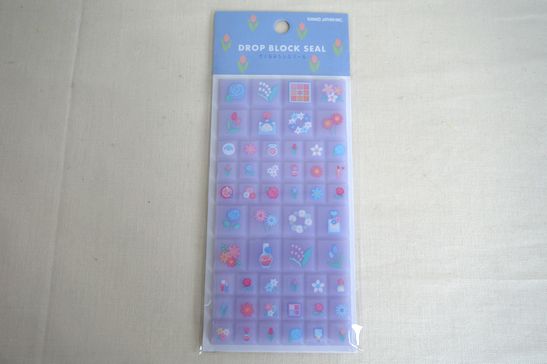 KAMIO JAPAN INC.
DROP BLOCK SEAL